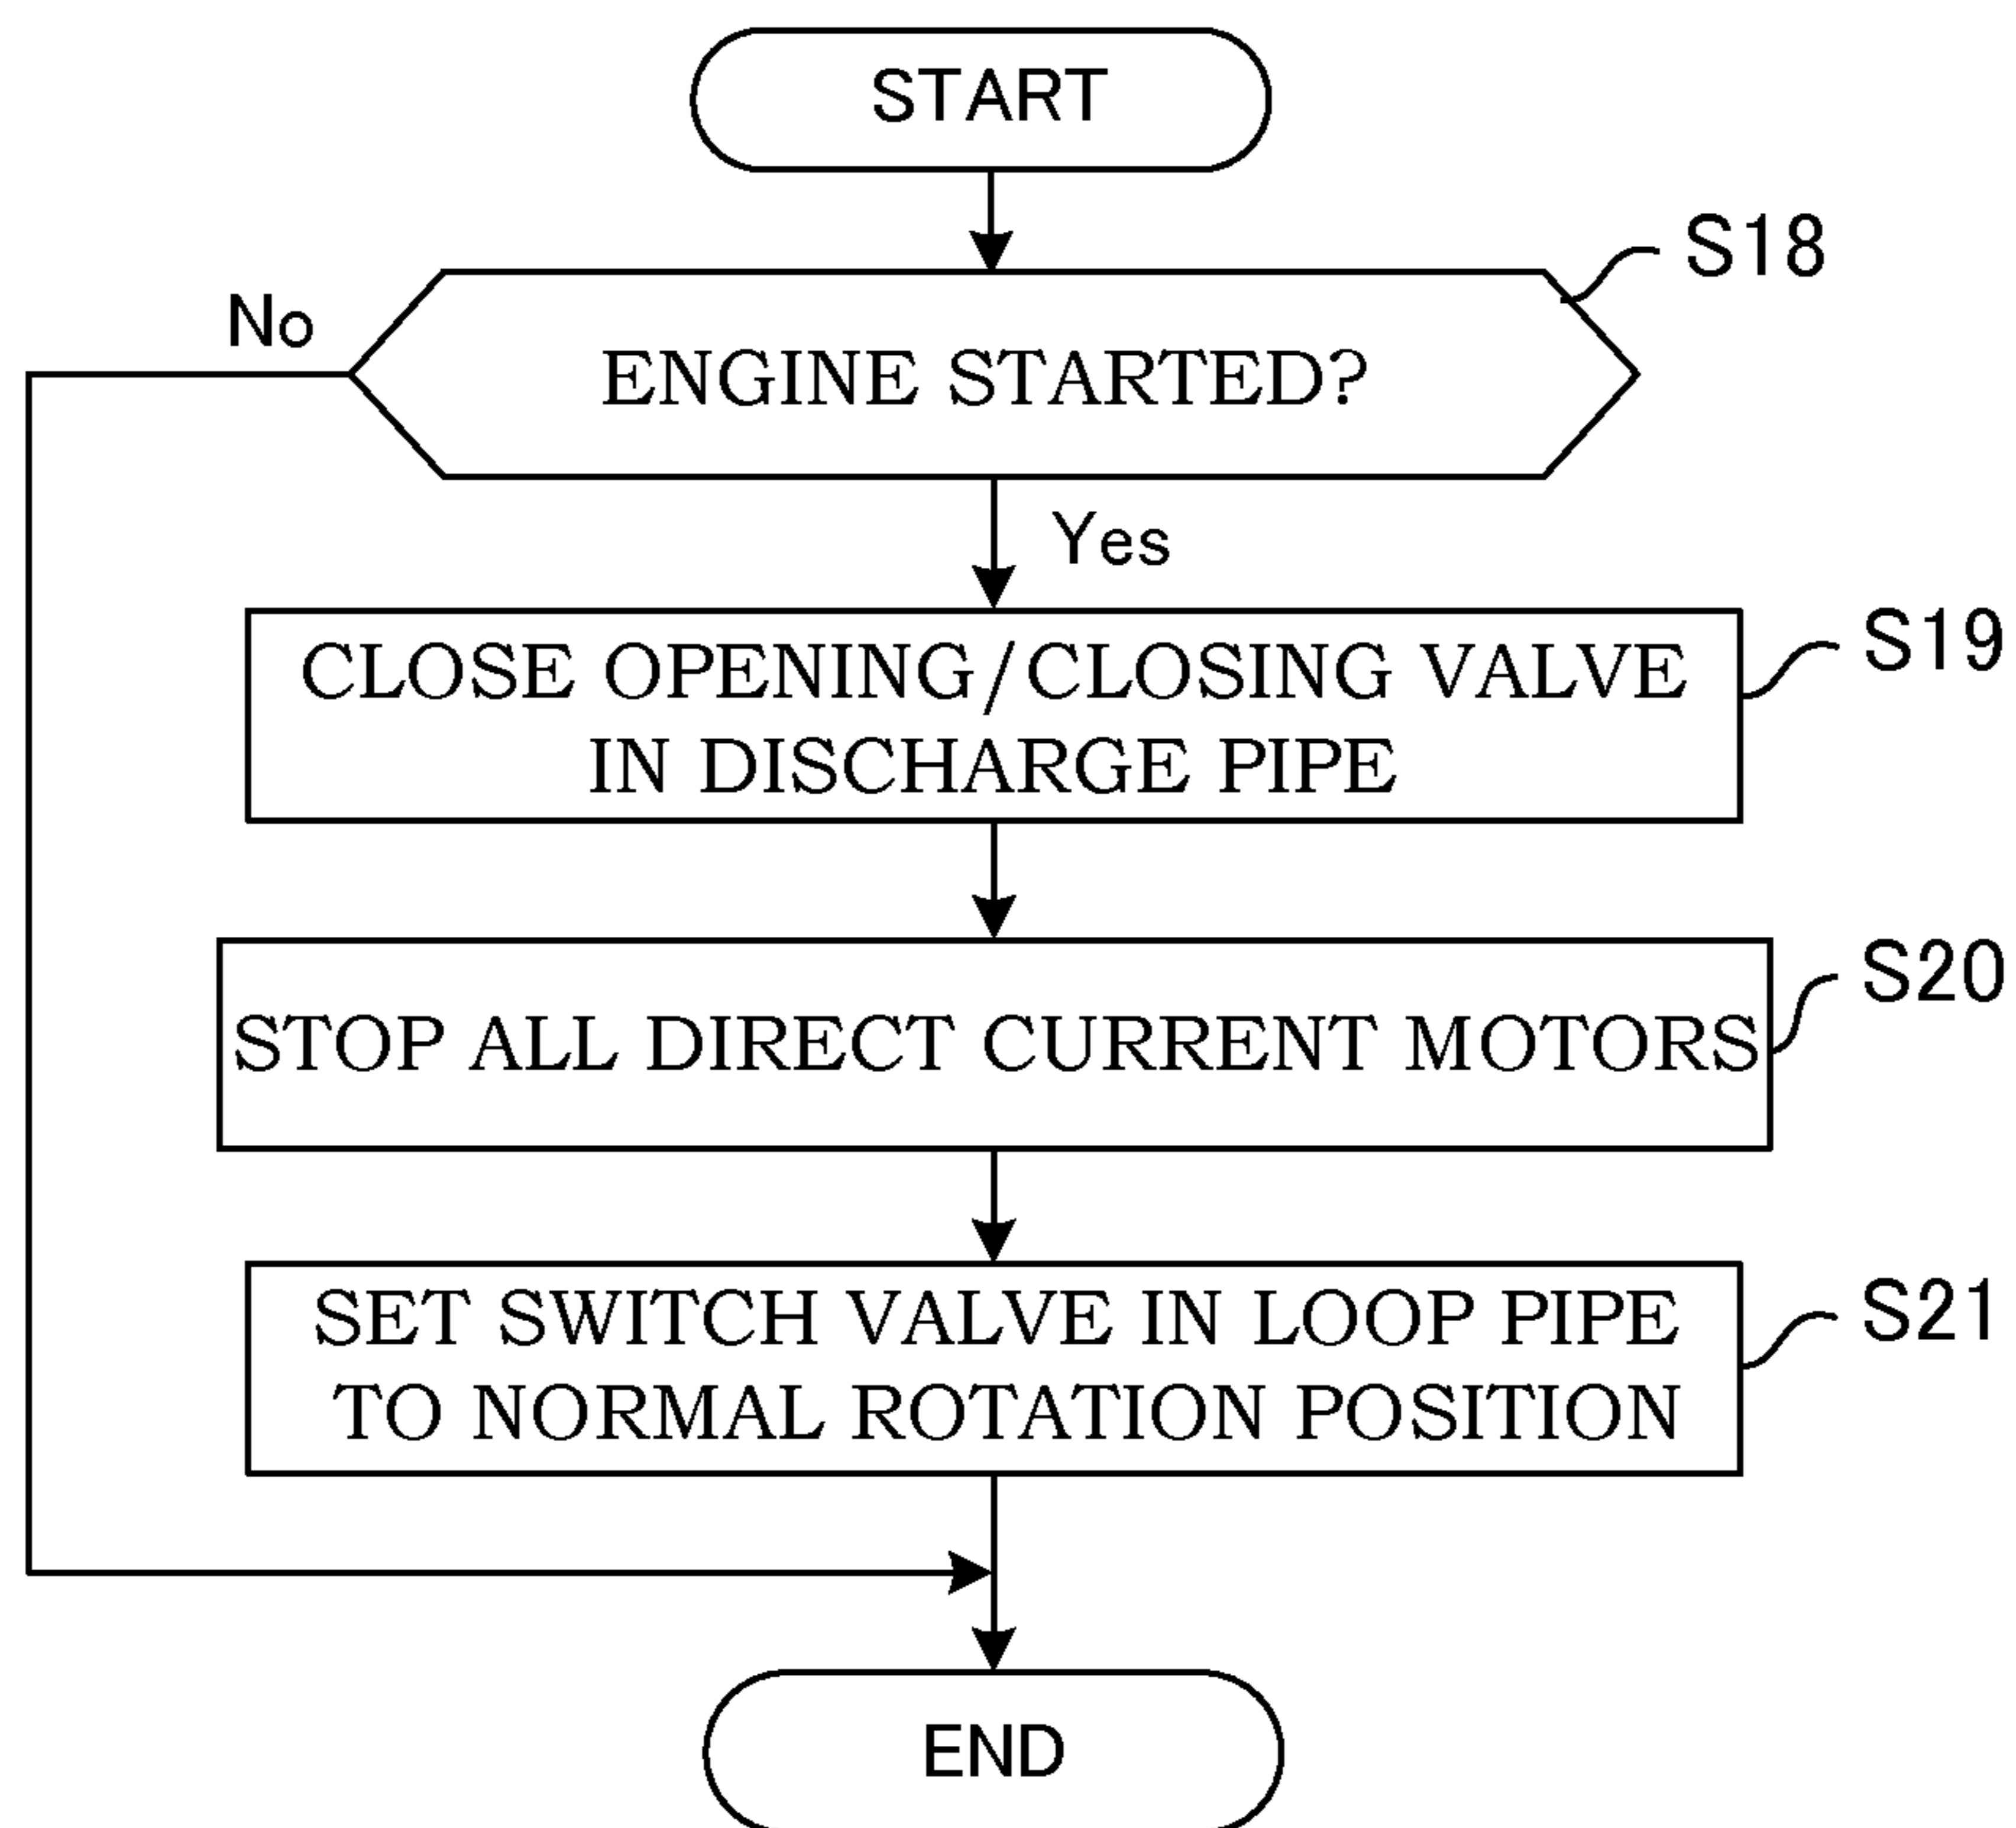 START
S18
No
ENGINE STARTED?
Yes
S19
CLOSE OPENING/CLOSING VALVE
IN DISCHARGE PIPE
S20
STOP ALL DIRECT CURRENT MOTORS
S21
SET SWITCH VALVE IN LOOP PIPE
TO NORMAL ROTATION POSITION
END